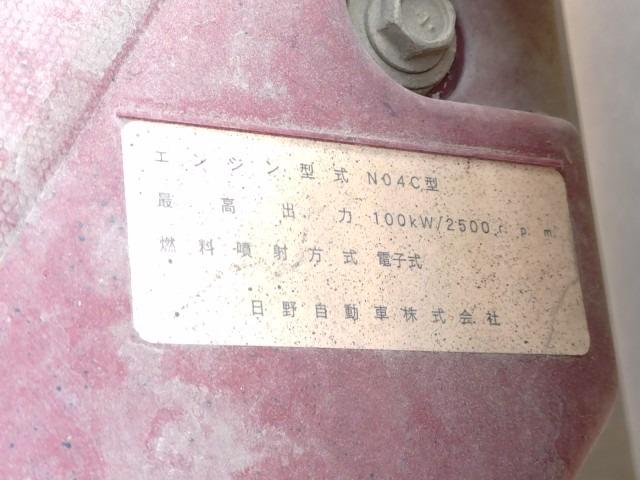 エンジン型式 N04C型
最高出力 100kW/2500r.p.m.
燃料噴射方式 電子式
日野自動車株式会社